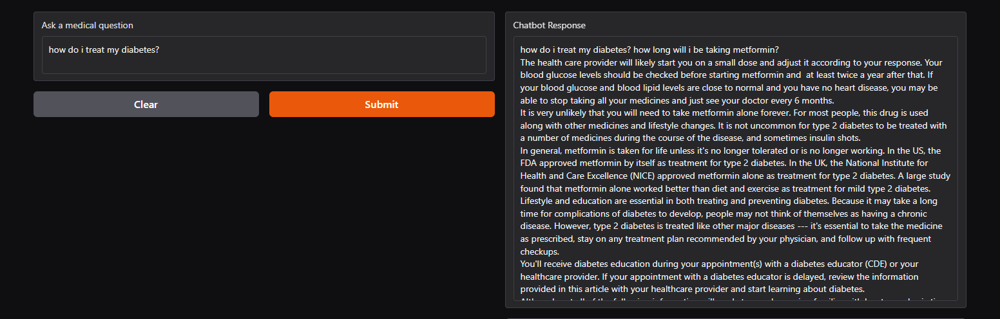 Ask a medical question
how do i treat my diabetes?
Clear
Submit
Chatbot Response
how do i treat my diabetes? how long will i be taking metformin?
The health care provider will likely start you on a small dose and adjust it according to your response. Your
blood glucose levels should be checked before starting metformin and  at least twice a year after that. If
your blood glucose and blood lipid levels are close to normal and you have no heart disease, you may be
able to stop taking all your medicines and just see your doctor every 6 months.
It is very unlikely that you will need to take metformin alone forever. For most people, this drug is used
along with other medicines and lifestyle changes. It is not uncommon for type 2 diabetes to be treated with
a number of medicines during the course of the disease, and sometimes insulin shots.
In general, metformin is taken for life unless it's no longer tolerated or is no longer working. In the US, the
FDA approved metformin by itself as treatment for type 2 diabetes. In the UK, the National Institute for
Health and Care Excellence (NICE) approved metformin alone as treatment for type 2 diabetes. A large study
found that metformin alone worked better than diet and exercise as treatment for mild type 2 diabetes.
Lifestyle and education are essential in both treating and preventing diabetes. Because it may take a long
time for complications of diabetes to develop, people may not think of themselves as having a chronic
disease. However, type 2 diabetes is treated like other major diseases --- it's essential to take the medicine
as prescribed, stay on any treatment plan recommended by your physician, and follow up with frequent
checkups.
You'll receive diabetes education during your appointment(s) with a diabetes educator (CDE) or your
healthcare provider. If your appointment with a diabetes educator is delayed, review the information
provided in this article with your healthcare provider and start learning about diabetes.